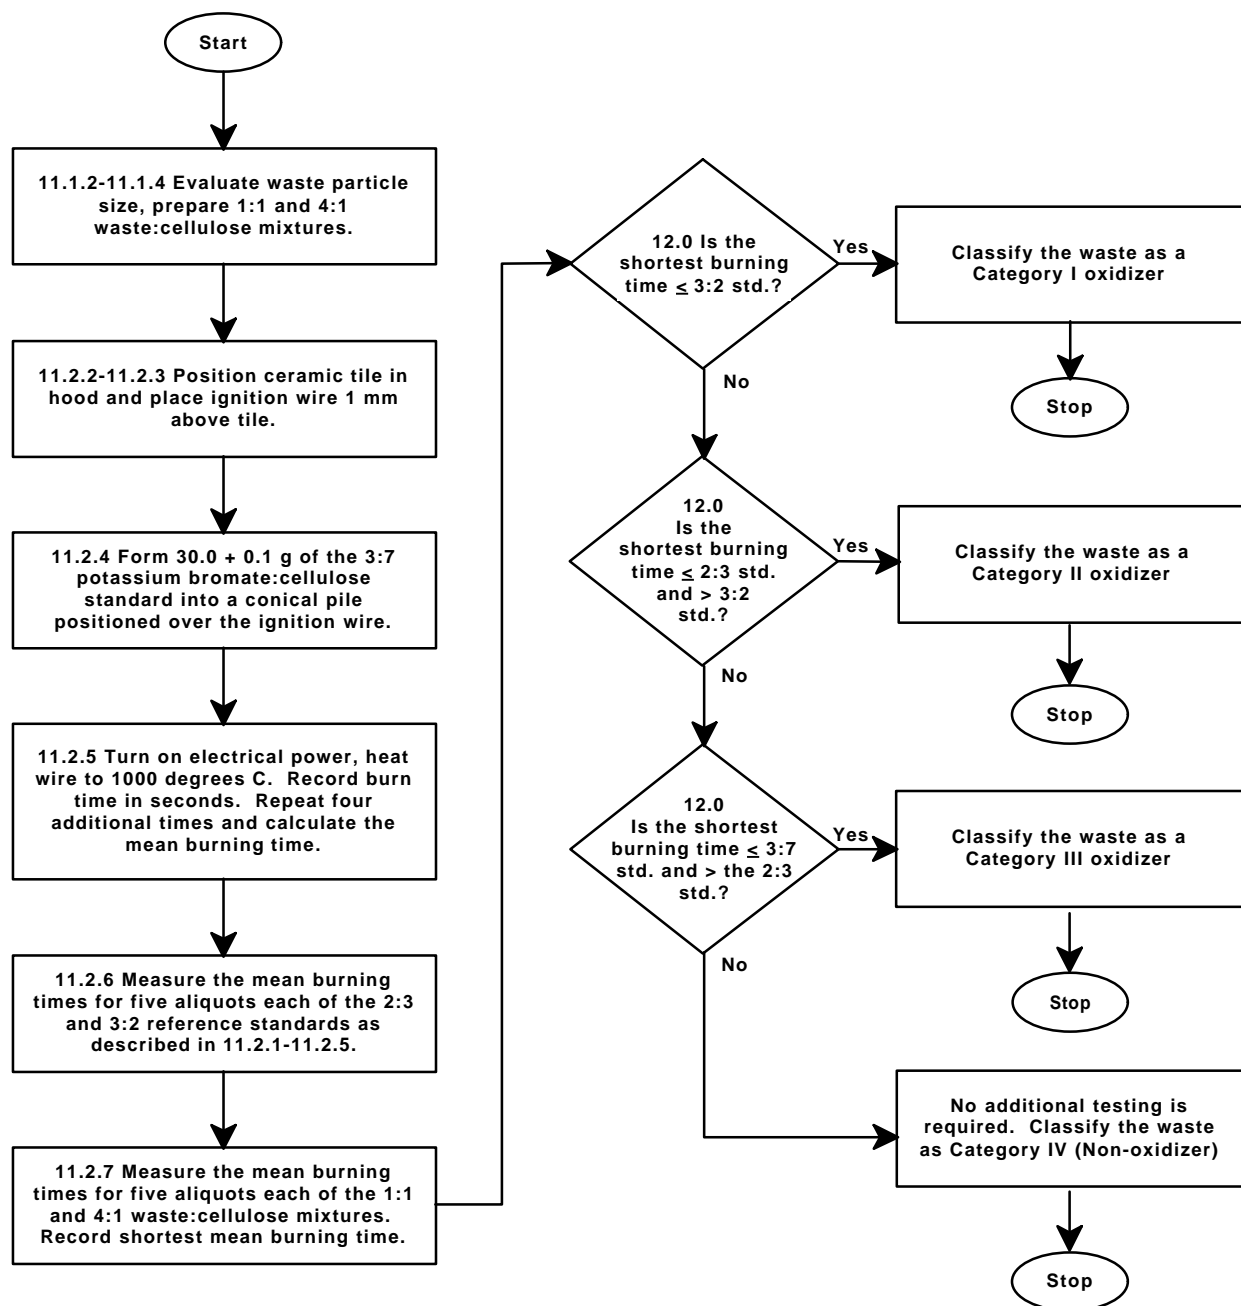 Start
11.1.2-11.1.4 Evaluate waste particle
size, prepare 1:1 and 4:1
waste:cellulose mixtures.
11.2.2-11.2.3 Position ceramic tile in
hood and place ignition wire 1 mm
above tile.
11.2.4 Form 30.0 + 0.1 g of the 3:7
potassium bromate:cellulose
standard into a conical pile
positioned over the ignition wire.
11.2.5 Turn on electrical power, heat
wire to 1000 degrees C. Record burn
time in seconds. Repeat four
additional times and calculate the
mean burning time.
11.2.6 Measure the mean burning
times for five aliquots each of the 2:3
and 3:2 reference standards as
described in 11.2.1-11.2.5.
11.2.7 Measure the mean burning
times for five aliquots each of the 1:1
and 4:1 waste:cellulose mixtures.
Record shortest mean burning time.
12.0 Is the
shortest burning
time ≤ 3:2 std.?
Yes
Classify the waste as a
Category I oxidizer
Stop
No
12.0
Is the
shortest burning
time ≤ 2:3 std.
and > 3:2
std.?
Yes
Classify the waste as a
Category II oxidizer
Stop
No
12.0
Is the shortest
burning time ≤ 3:7
std. and > the 2:3
std.?
Yes
Classify the waste as a
Category III oxidizer
Stop
No
No additional testing is
required. Classify the waste
as Category IV (Non-oxidizer)
Stop